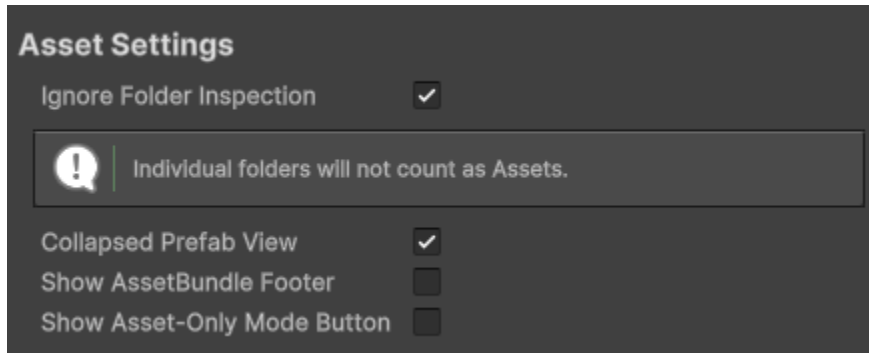 Asset Settings
Ignore Folder Inspection
Individual folders will not count as Assets.
Collapsed Prefab View
Show AssetBundle Footer
Show Asset-Only Mode Button